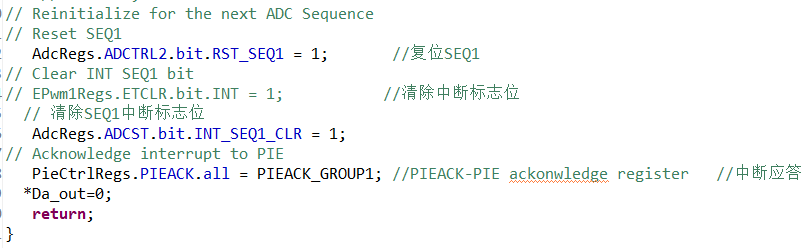 // Reinitialize for the next ADC Sequence
// Reset SEQ1
AdcRegs.ADCTRL2.bit.RST_SEQ1 = 1; //复位SEQ1
// Clear INT SEQ1 bit
// EPwm1Regs.ETCLR.bit.INT = 1; //清除中断标志位
// 清除SEQ1中断标志位
AdcRegs.ADCST.bit.INT_SEQ1_CLR = 1;
// Acknowledge interrupt to PIE
PieCtrlRegs.PIEACK.all = PIEACK_GROUP1; //PIEACK-PIE ackonwledge register //中断应答
*Da_out=0;
return;
}